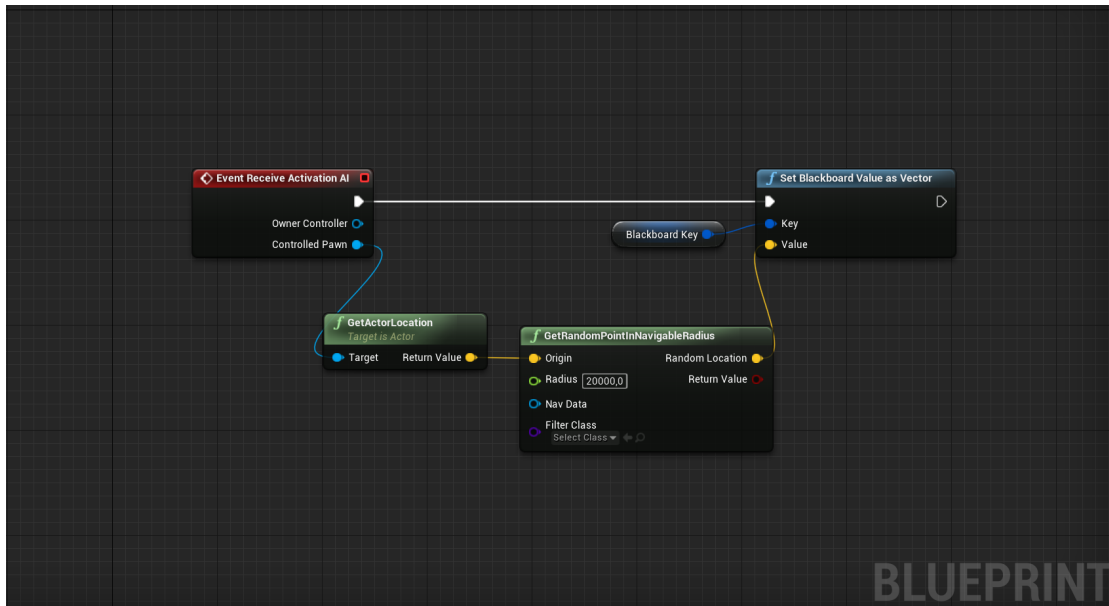 Event Receive Activation AI
Owner Controller
Controlled Pawn
Set Blackboard Value as Vector
Key
Value
Blackboard Key
GetActorLocation
Target is Actor
Target Return Value
GetRandomPointInNavigableRadius
Origin Random Location
Radius 20000,0 Return Value
Nav Data
Filter Class
Select Class
BLUEPRINT